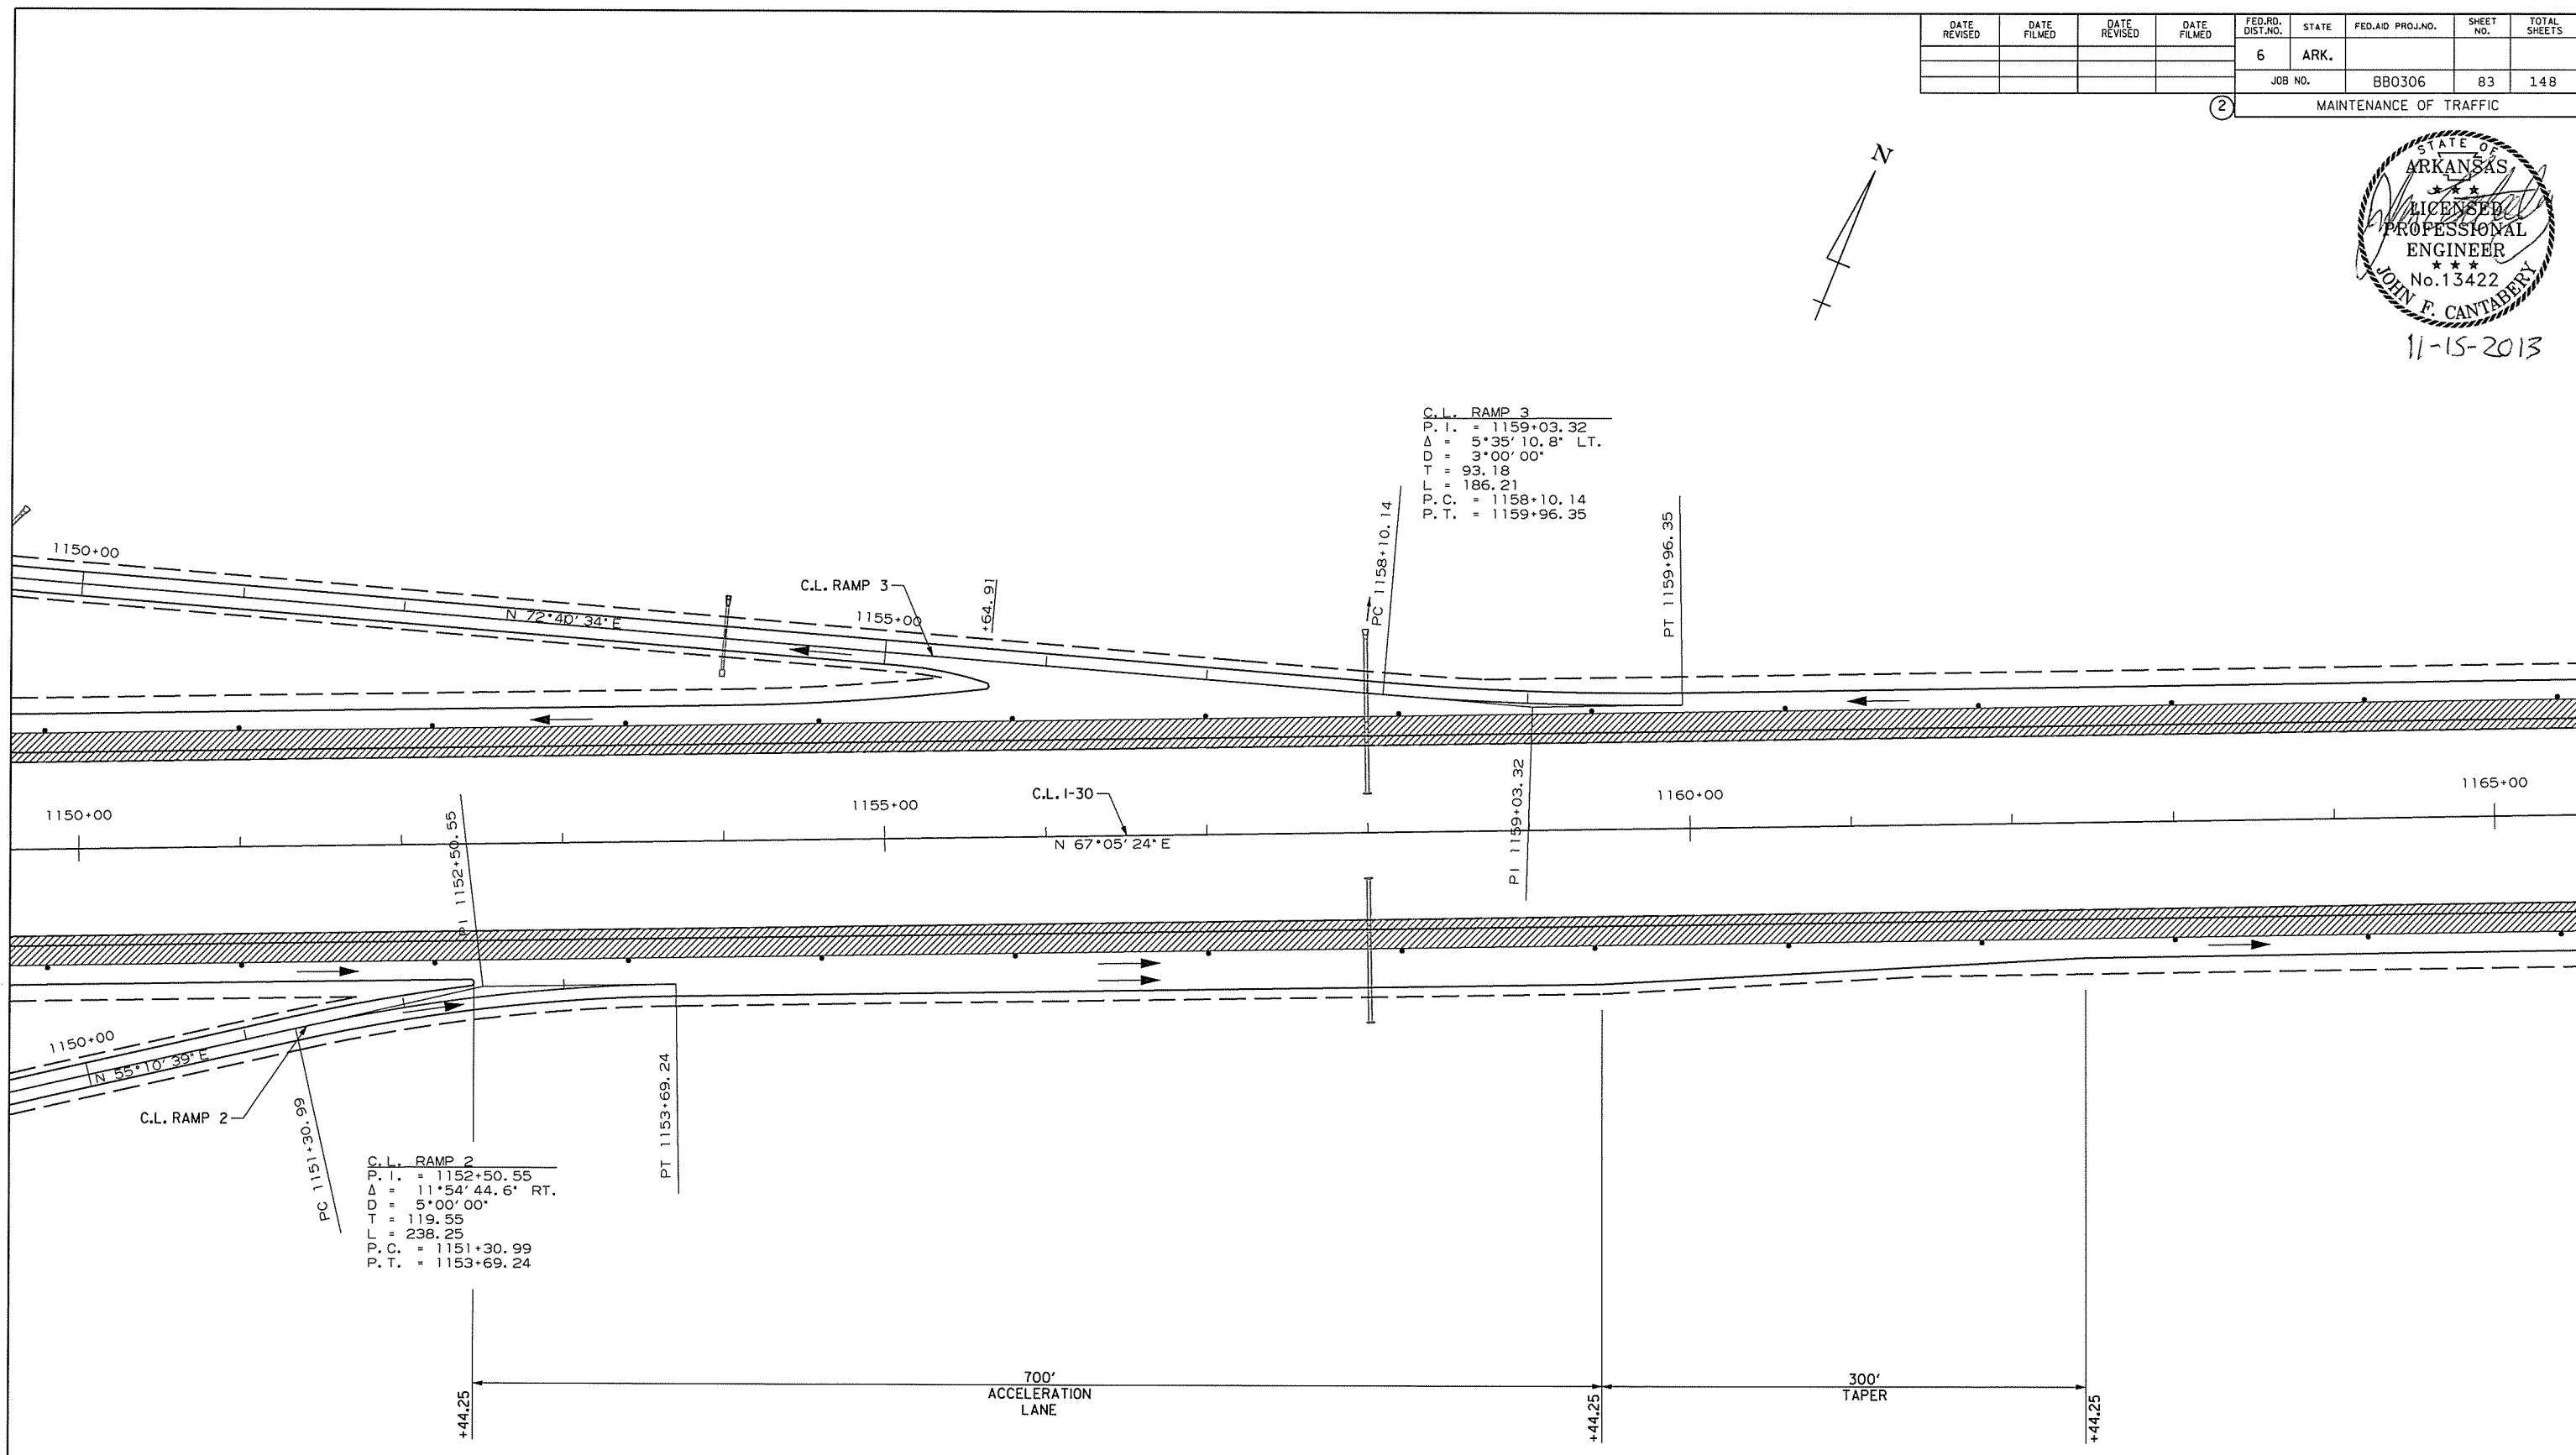 DATE REVISED
DATE FILMED
DATE REVISED
DATE FILMED
FED.RD. DIST.NO.
STATE
FED.AID PROJ.NO.
SHEET NO.
TOTAL SHEETS
6
ARK.
JOB NO.
BB0306
83
148
2
MAINTENANCE OF TRAFFIC
N
STATE OF
ARKANSAS
★ ★ ★
LICENSED
PROFESSIONAL
ENGINEER
★ ★ ★
No.13422
JOHN F. CANTABERY
11-15-2013
C.L. RAMP 3
P.I. = 1159+03.32
Δ = 5°35'10.8" LT.
D = 3°00'00"
T = 93.18
L = 186.21
P.C. = 1158+10.14
P.T. = 1159+96.35
PC 1158+10.14
PT 1159+96.35
1150+00
C.L. RAMP 3
+64.91
N 72°40'34" E
1155+00
PI 1159+03.32
1150+00
PI 1152+50.55
1155+00
C.L. I-30
1160+00
1165+00
N 67°05'24" E
1150+00
N 55°10'39" E
C.L. RAMP 2
PC 1151+30.99
PT 1153+69.24
C.L. RAMP 2
P.I. = 1152+50.55
Δ = 11°54'44.6" RT.
D = 5°00'00"
T = 119.55
L = 238.25
P.C. = 1151+30.99
P.T. = 1153+69.24
700'
ACCELERATION
LANE
300'
TAPER
+44.25
+44.25
+44.25